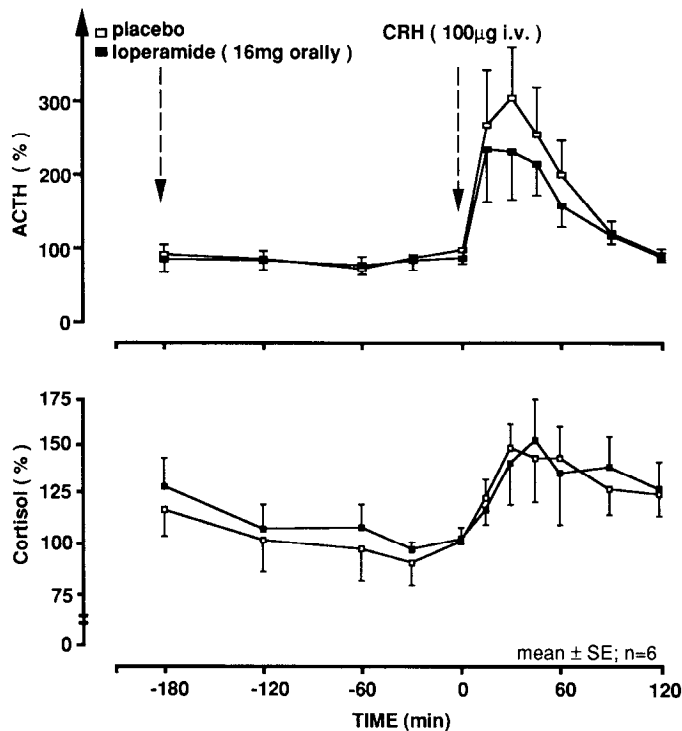 placebo
loperamide ( 16mg orally )
CRH ( 100µg i.v. )
ACTH ( % )
300
200
100
0
Cortisol ( % )
175
150
125
100
75
0
mean ± SE; n=6
-180 -120 -60 0 60 120
TIME (min)